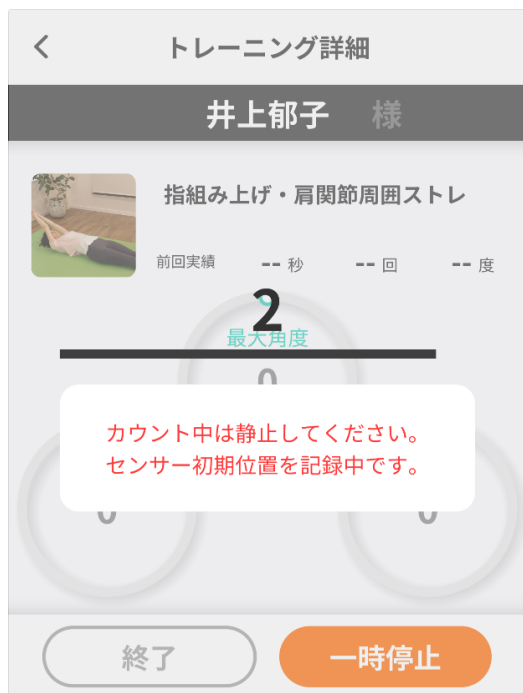 トレーニング詳細
井上郁子 様
指組み上げ・肩関節周囲ストレ
前回実績 -- 秒 -- 回 -- 度
2
最大角度
0
カウント中は静止してください。
センサー初期位置を記録中です。
0 0
終了 一時停止